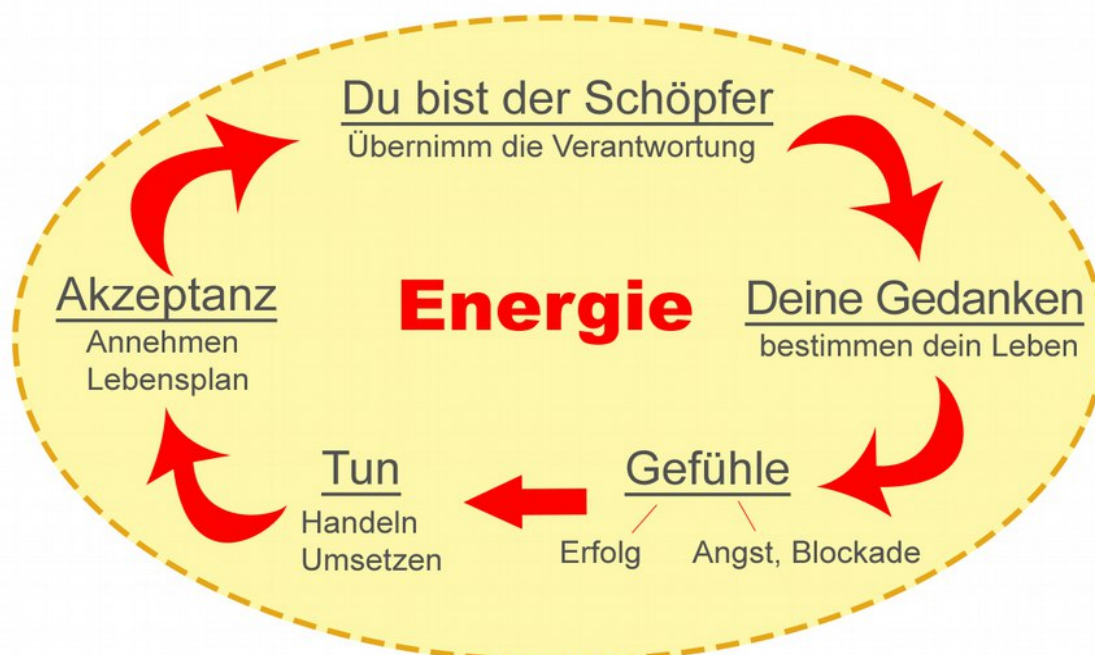 Du bist der Schöpfer
Übernimm die Verantwortung
Akzeptanz
Annehmen
Lebensplan
Energie
Deine Gedanken
bestimmen dein Leben
Tun
Handeln
Umsetzen
Gefühle
Erfolg
Angst, Blockade